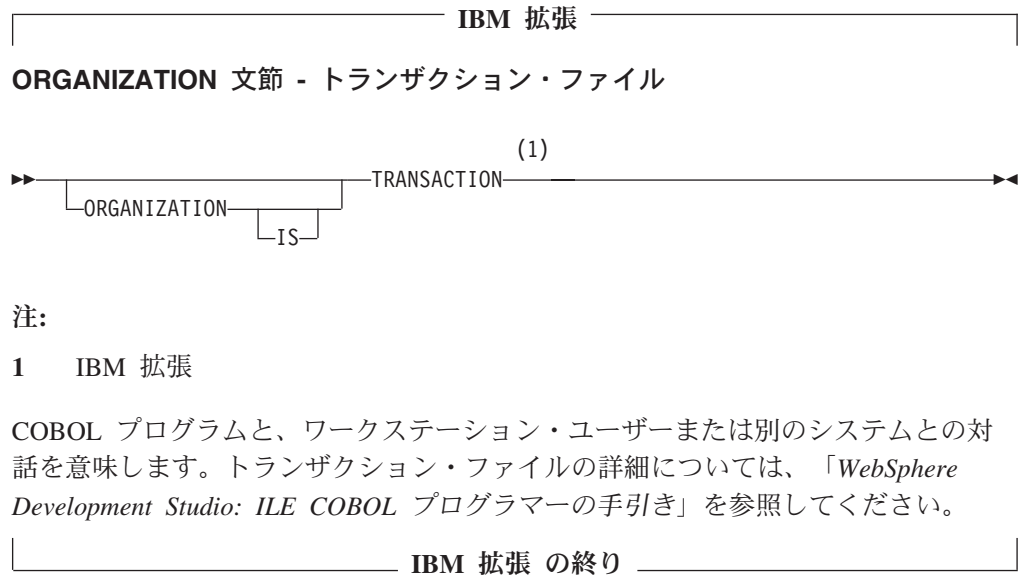 IBM 拡張
ORGANIZATION 文節 - トランザクション・ファイル
(1)
TRANSACTION
ORGANIZATION
IS
注:
1 IBM 拡張
COBOL プログラムと、ワークステーション・ユーザーまたは別のシステムとの対
話を意味します。トランザクション・ファイルの詳細については、「WebSphere
Development Studio: ILE COBOL プログラマーの手引き」を参照してください。
IBM 拡張 の終り